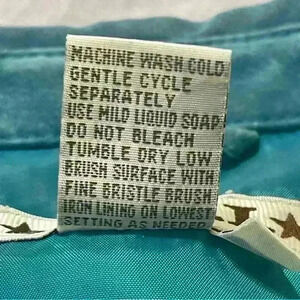 MACHINE WASH COLD
GENTLE CYCLE
SEPARATELY
USE MILD LIQUID SOAP
DO NOT BLEACH
TUMBLE DRY LOW
BRUSH SURFACE WITH
FINE BRISTLE BRUSH
IRON LINING ON LOWEST
SETTING AS NEEDED